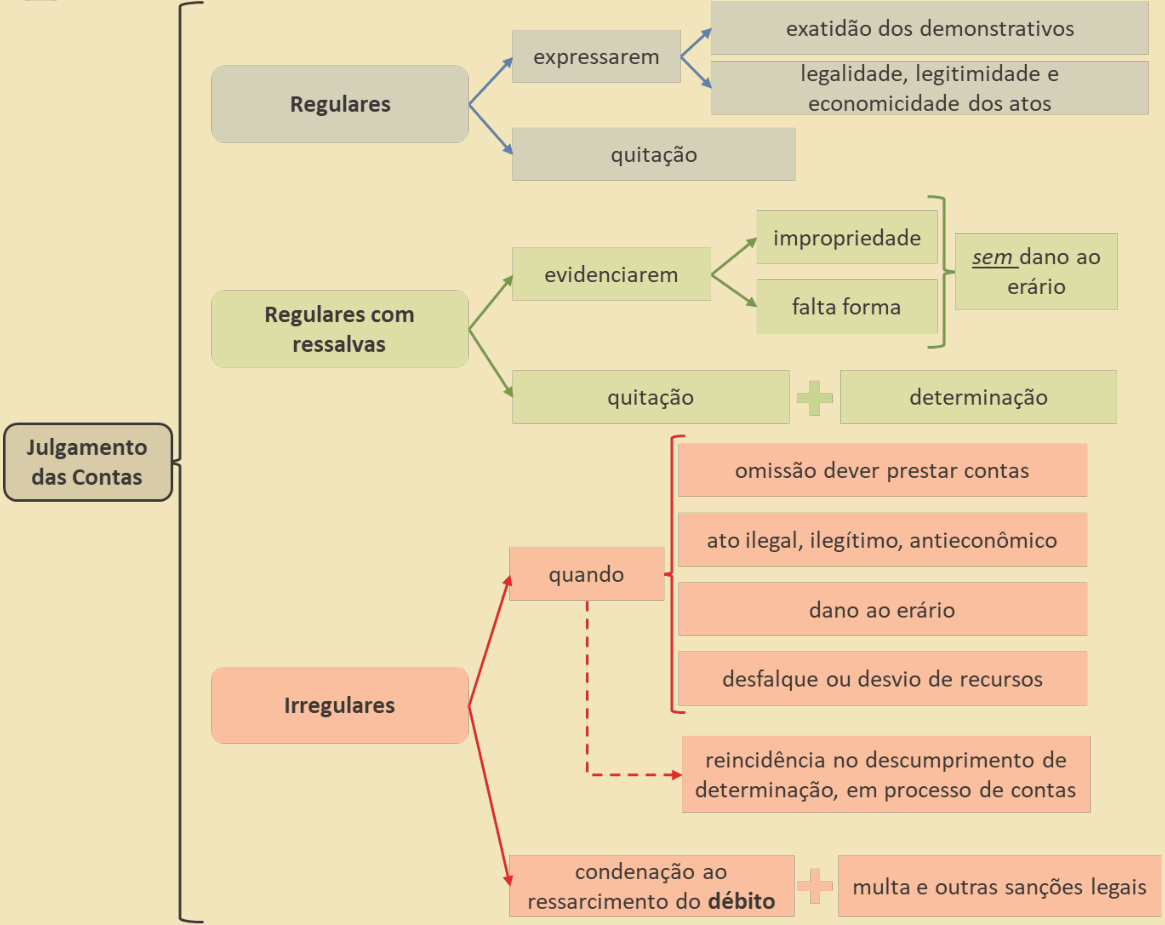 exatidão dos demonstrativos
expressarem
legalidade, legitimidade e
economicidade dos atos
Regulares
quitação
impropriedade
evidenciarem
sem dano ao
erário
falta forma
Regulares com
ressalvas
quitação
determinação
Julgamento
das Contas
omissão dever prestar contas
ato ilegal, ilegítimo, antieconômico
quando
dano ao erário
desfalque ou desvio de recursos
Irregulares
reincidência no descumprimento de
determinação, em processo de contas
condenação ao
ressarcimento do débito
multa e outras sanções legais